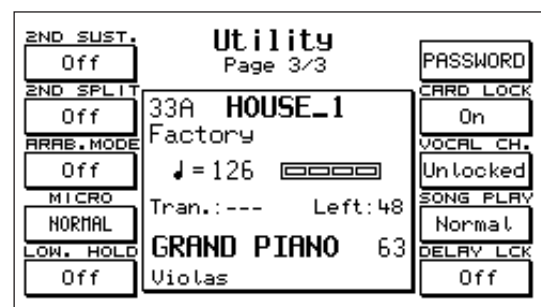 Utility
Page 3/3
2ND SUST.
Off
2ND SPLIT
Off
ARAB.MODE
Off
MICRO
NORMAL
LOW. HOLD
Off
33A HOUSE_1
Factory
♩=126
Tran.:--- Left:48
GRAND PIANO 63
Violas
PASSWORD
CARD LOCK
On
VOCAL CH.
Unlocked
SONG PLAY
Normal
DELAY LCK
Off